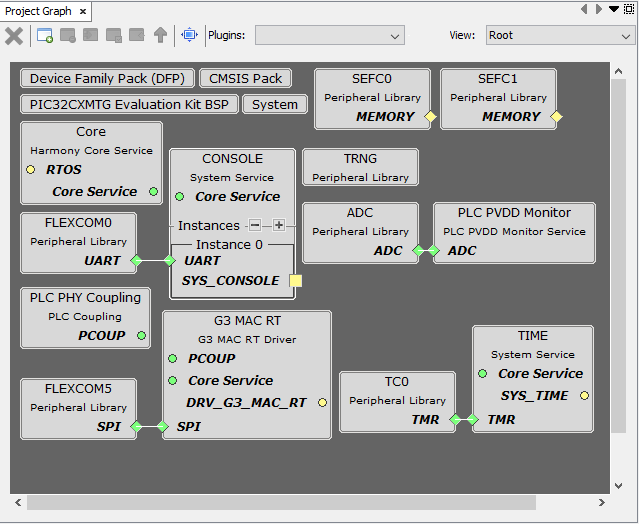 Project Graph
Plugins:
View: Root
Device Family Pack (DFP)
CMSIS Pack
PIC32CXMTG Evaluation Kit BSP
System
SEFC0
Peripheral Library
MEMORY
SEFC1
Peripheral Library
MEMORY
Core
Harmony Core Service
RTOS
Core Service
CONSOLE
System Service
Core Service
Instances
Instance 0
UART
SYS_CONSOLE
TRNG
Peripheral Library
FLEXCOM0
Peripheral Library
UART
ADC
Peripheral Library
ADC
PLC PVDD Monitor
PLC PVDD Monitor Service
ADC
PLC PHY Coupling
PLC Coupling
PCOUP
G3 MAC RT
G3 MAC RT Driver
PCOUP
Core Service
DRV_G3_MAC_RT
SPI
FLEXCOM5
Peripheral Library
SPI
TC0
Peripheral Library
TMR
TIME
System Service
Core Service
SYS_TIME
TMR